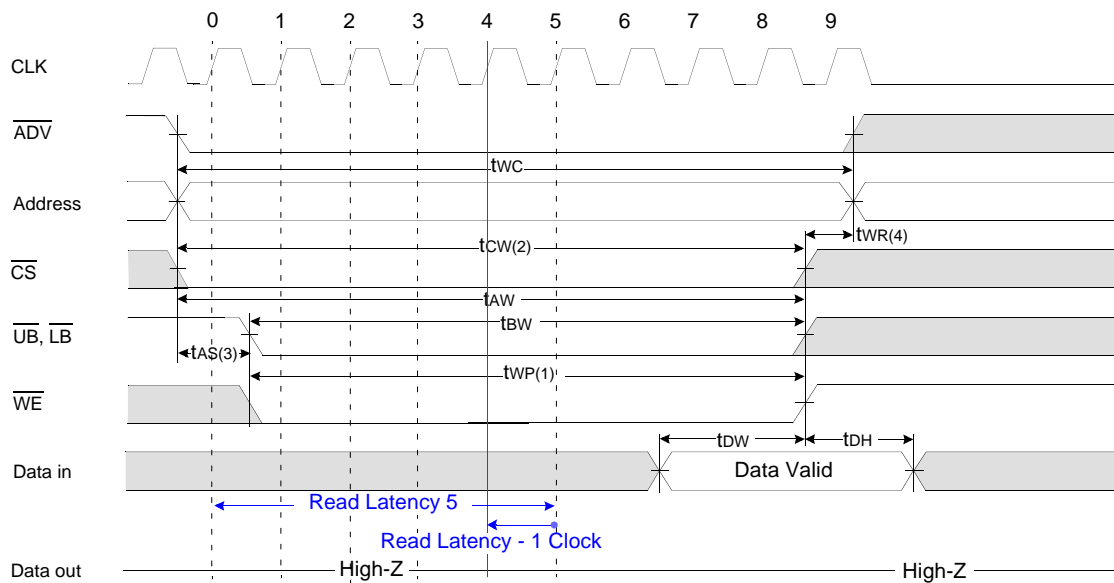 0 1 2 3 4 5 6 7 8 9
CLK
ADV
tWC
Address
tCW(2)
tWR(4)
CS
tAW
UB, LB
tBW
tAS(3)
tWP(1)
WE
tDW
tDH
Data in
Data Valid
Read Latency 5
Read Latency - 1 Clock
Data out
High-Z
High-Z